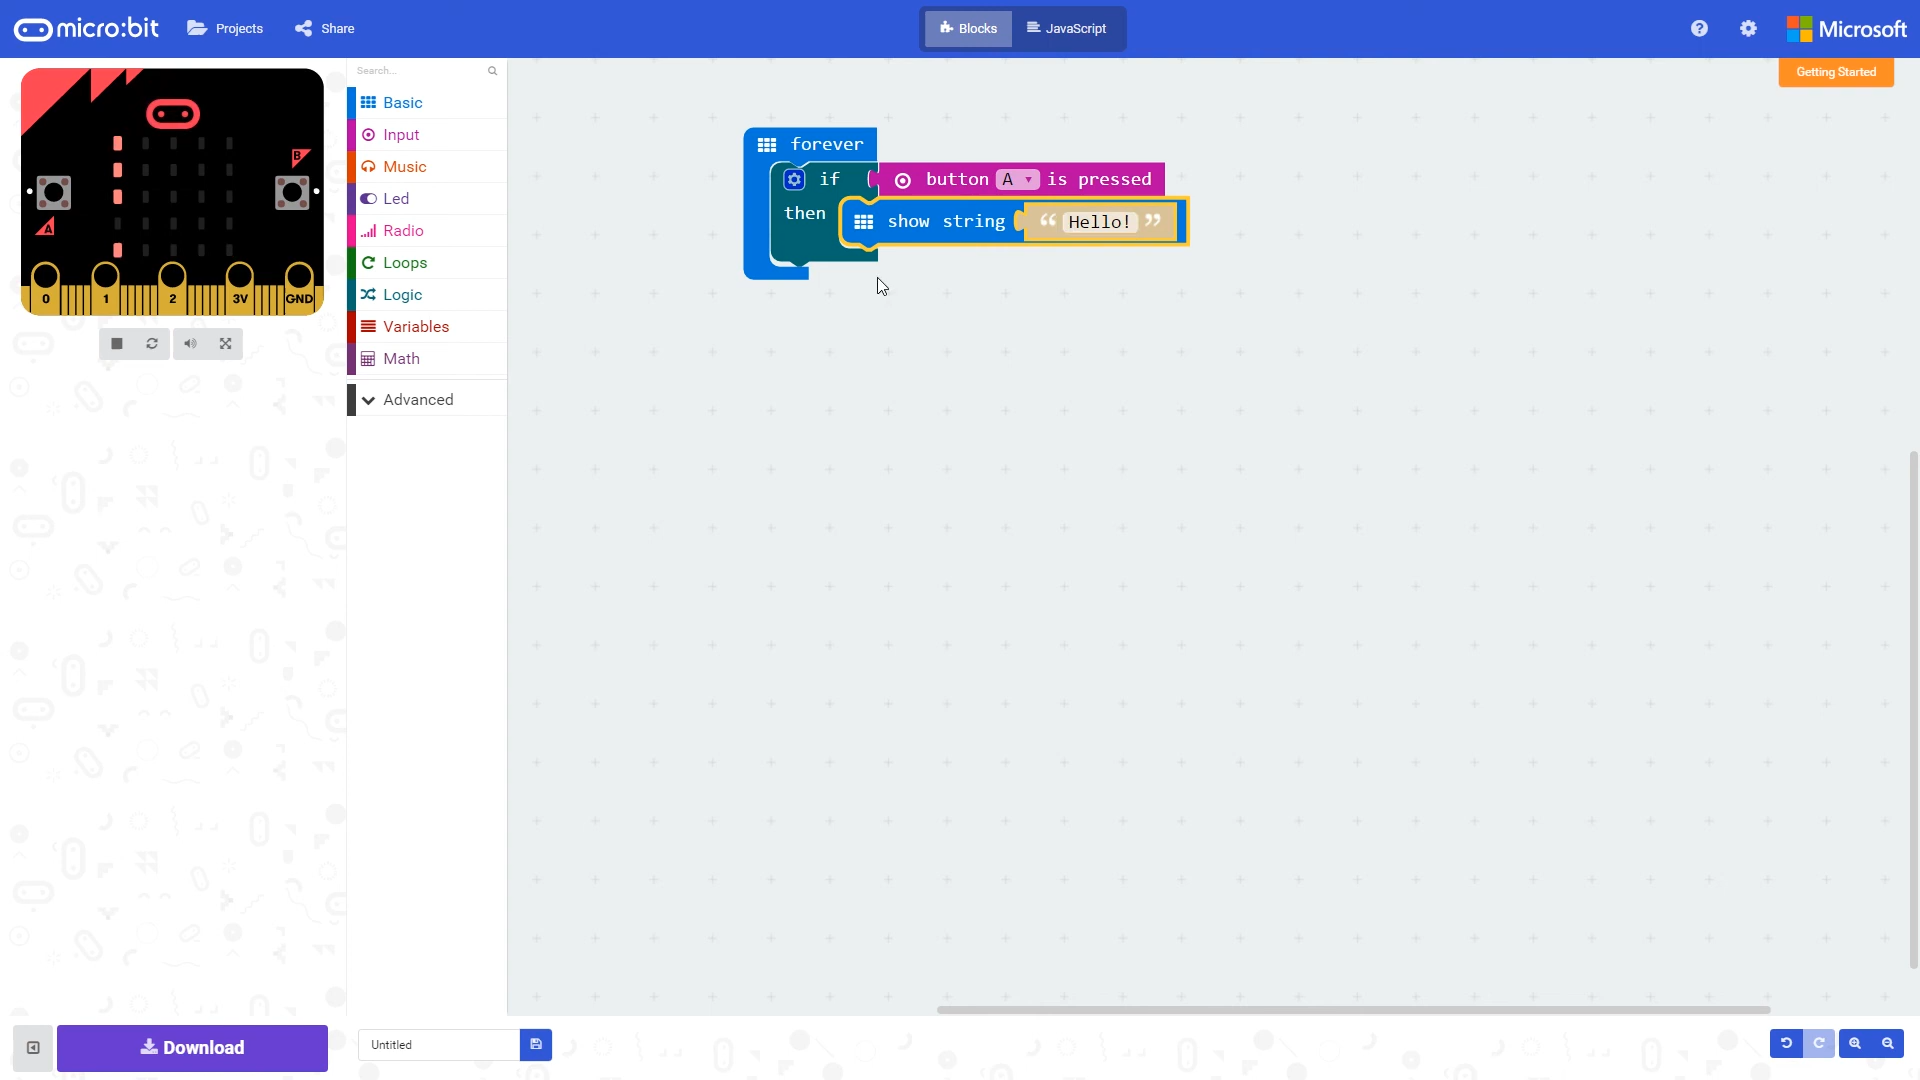 micro:bit
Projects
Share
Blocks
JavaScript
Microsoft
Getting Started
Search...
Basic
Input
Music
Led
Radio
Loops
Logic
Variables
Math
Advanced
B
A
0 1 2 3V GND
forever
if button A is pressed
then show string “ Hello! ”
Download
Untitled